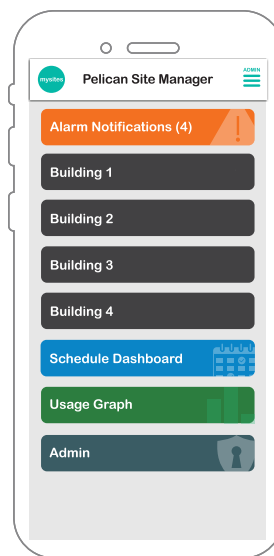 mysites
Pelican Site Manager
ADMIN
Alarm Notifications (4)
Building 1
Building 2
Building 3
Building 4
Schedule Dashboard
Usage Graph
Admin